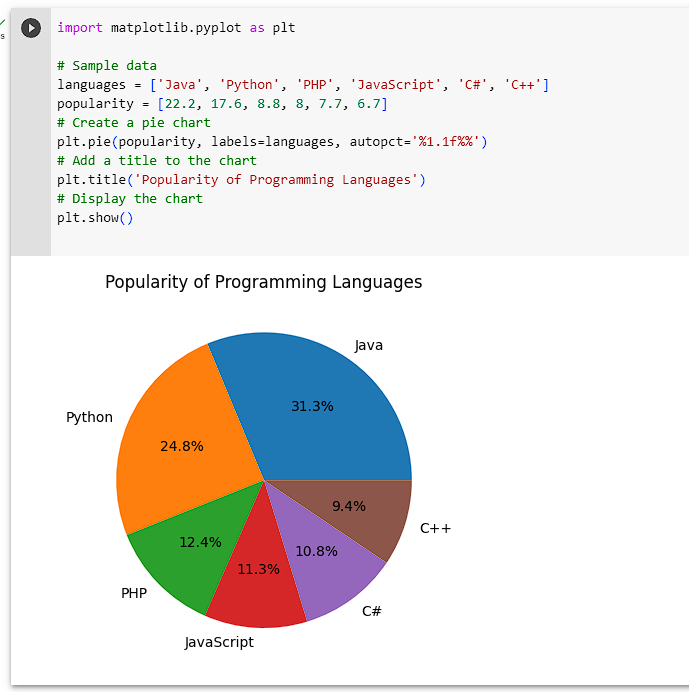 import matplotlib.pyplot as plt
# Sample data
languages = ['Java', 'Python', 'PHP', 'JavaScript', 'C#', 'C++']
popularity = [22.2, 17.6, 8.8, 8, 7.7, 6.7]
# Create a pie chart
plt.pie(popularity, labels=languages, autopct='%1.1f%%')
# Add a title to the chart
plt.title('Popularity of Programming Languages')
# Display the chart
plt.show()
s
Popularity of Programming Languages
Java
31.3%
Python
24.8%
9.4%
C++
12.4%
10.8%
11.3%
PHP
C#
JavaScript